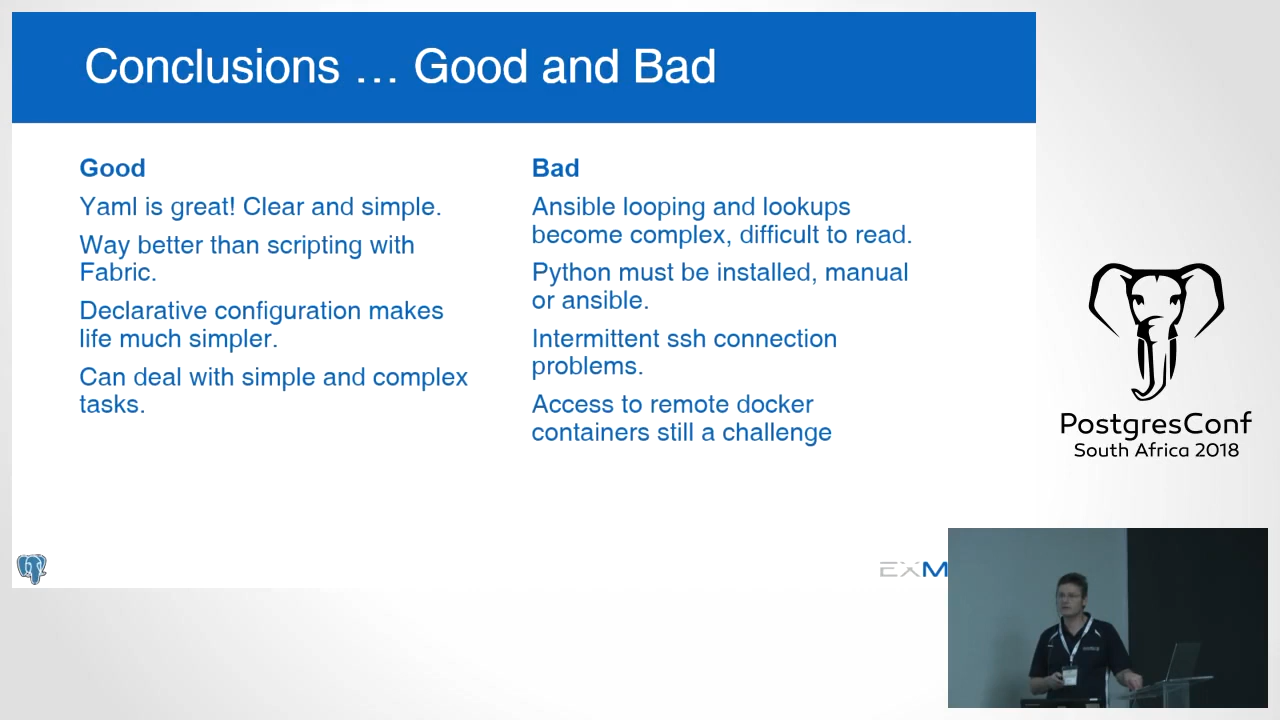 Conclusions … Good and Bad
Good
Yaml is great! Clear and simple.
Way better than scripting with
Fabric.
Declarative configuration makes
life much simpler.
Can deal with simple and complex
tasks.
Bad
Ansible looping and lookups
become complex, difficult to read.
Python must be installed, manual
or ansible.
Intermittent ssh connection
problems.
Access to remote docker
containers still a challenge
EXM
PostgresConf
South Africa 2018